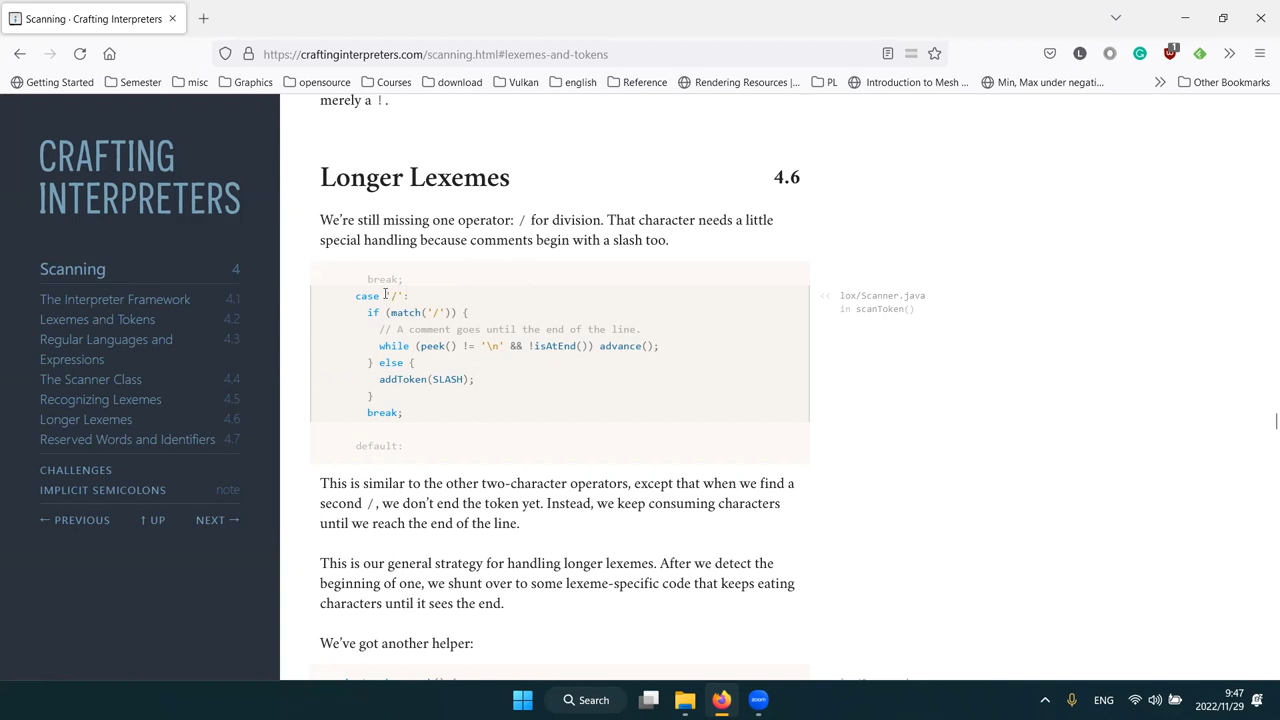 Scanning · Crafting Interpreters
https://craftinginterpreters.com/scanning.html#lexemes-and-tokens
1
Getting Started
Semester
misc
Graphics
opensource
Courses
download
Vulkan
english
Reference
Rendering Resources |...
PL
Introduction to Mesh ...
Min, Max under negati...
Other Bookmarks
CRAFTING
INTERPRETERS
Scanning 4
The Interpreter Framework 4.1
Lexemes and Tokens 4.2
Regular Languages and 4.3
Expressions
The Scanner Class 4.4
Recognizing Lexemes 4.5
Longer Lexemes 4.6
Reserved Words and Identifiers 4.7
CHALLENGES
IMPLICIT SEMICOLONS note
← PREVIOUS ↑ UP NEXT →
merely a !.
Longer Lexemes 4.6
We’re still missing one operator: / for division. That character needs a little
special handling because comments begin with a slash too.
break;
case '/':
if (match('/')) {
// A comment goes until the end of the line.
while (peek() != '\n' && !isAtEnd()) advance();
} else {
addToken(SLASH);
}
break;
default:
<< lox/Scanner.java
in scanToken()
This is similar to the other two-character operators, except that when we find a
second /, we don’t end the token yet. Instead, we keep consuming characters
until we reach the end of the line.
This is our general strategy for handling longer lexemes. After we detect the
beginning of one, we shunt over to some lexeme-specific code that keeps eating
characters until it sees the end.
We’ve got another helper:
Search
zoom
ENG
9:47
2022/11/29